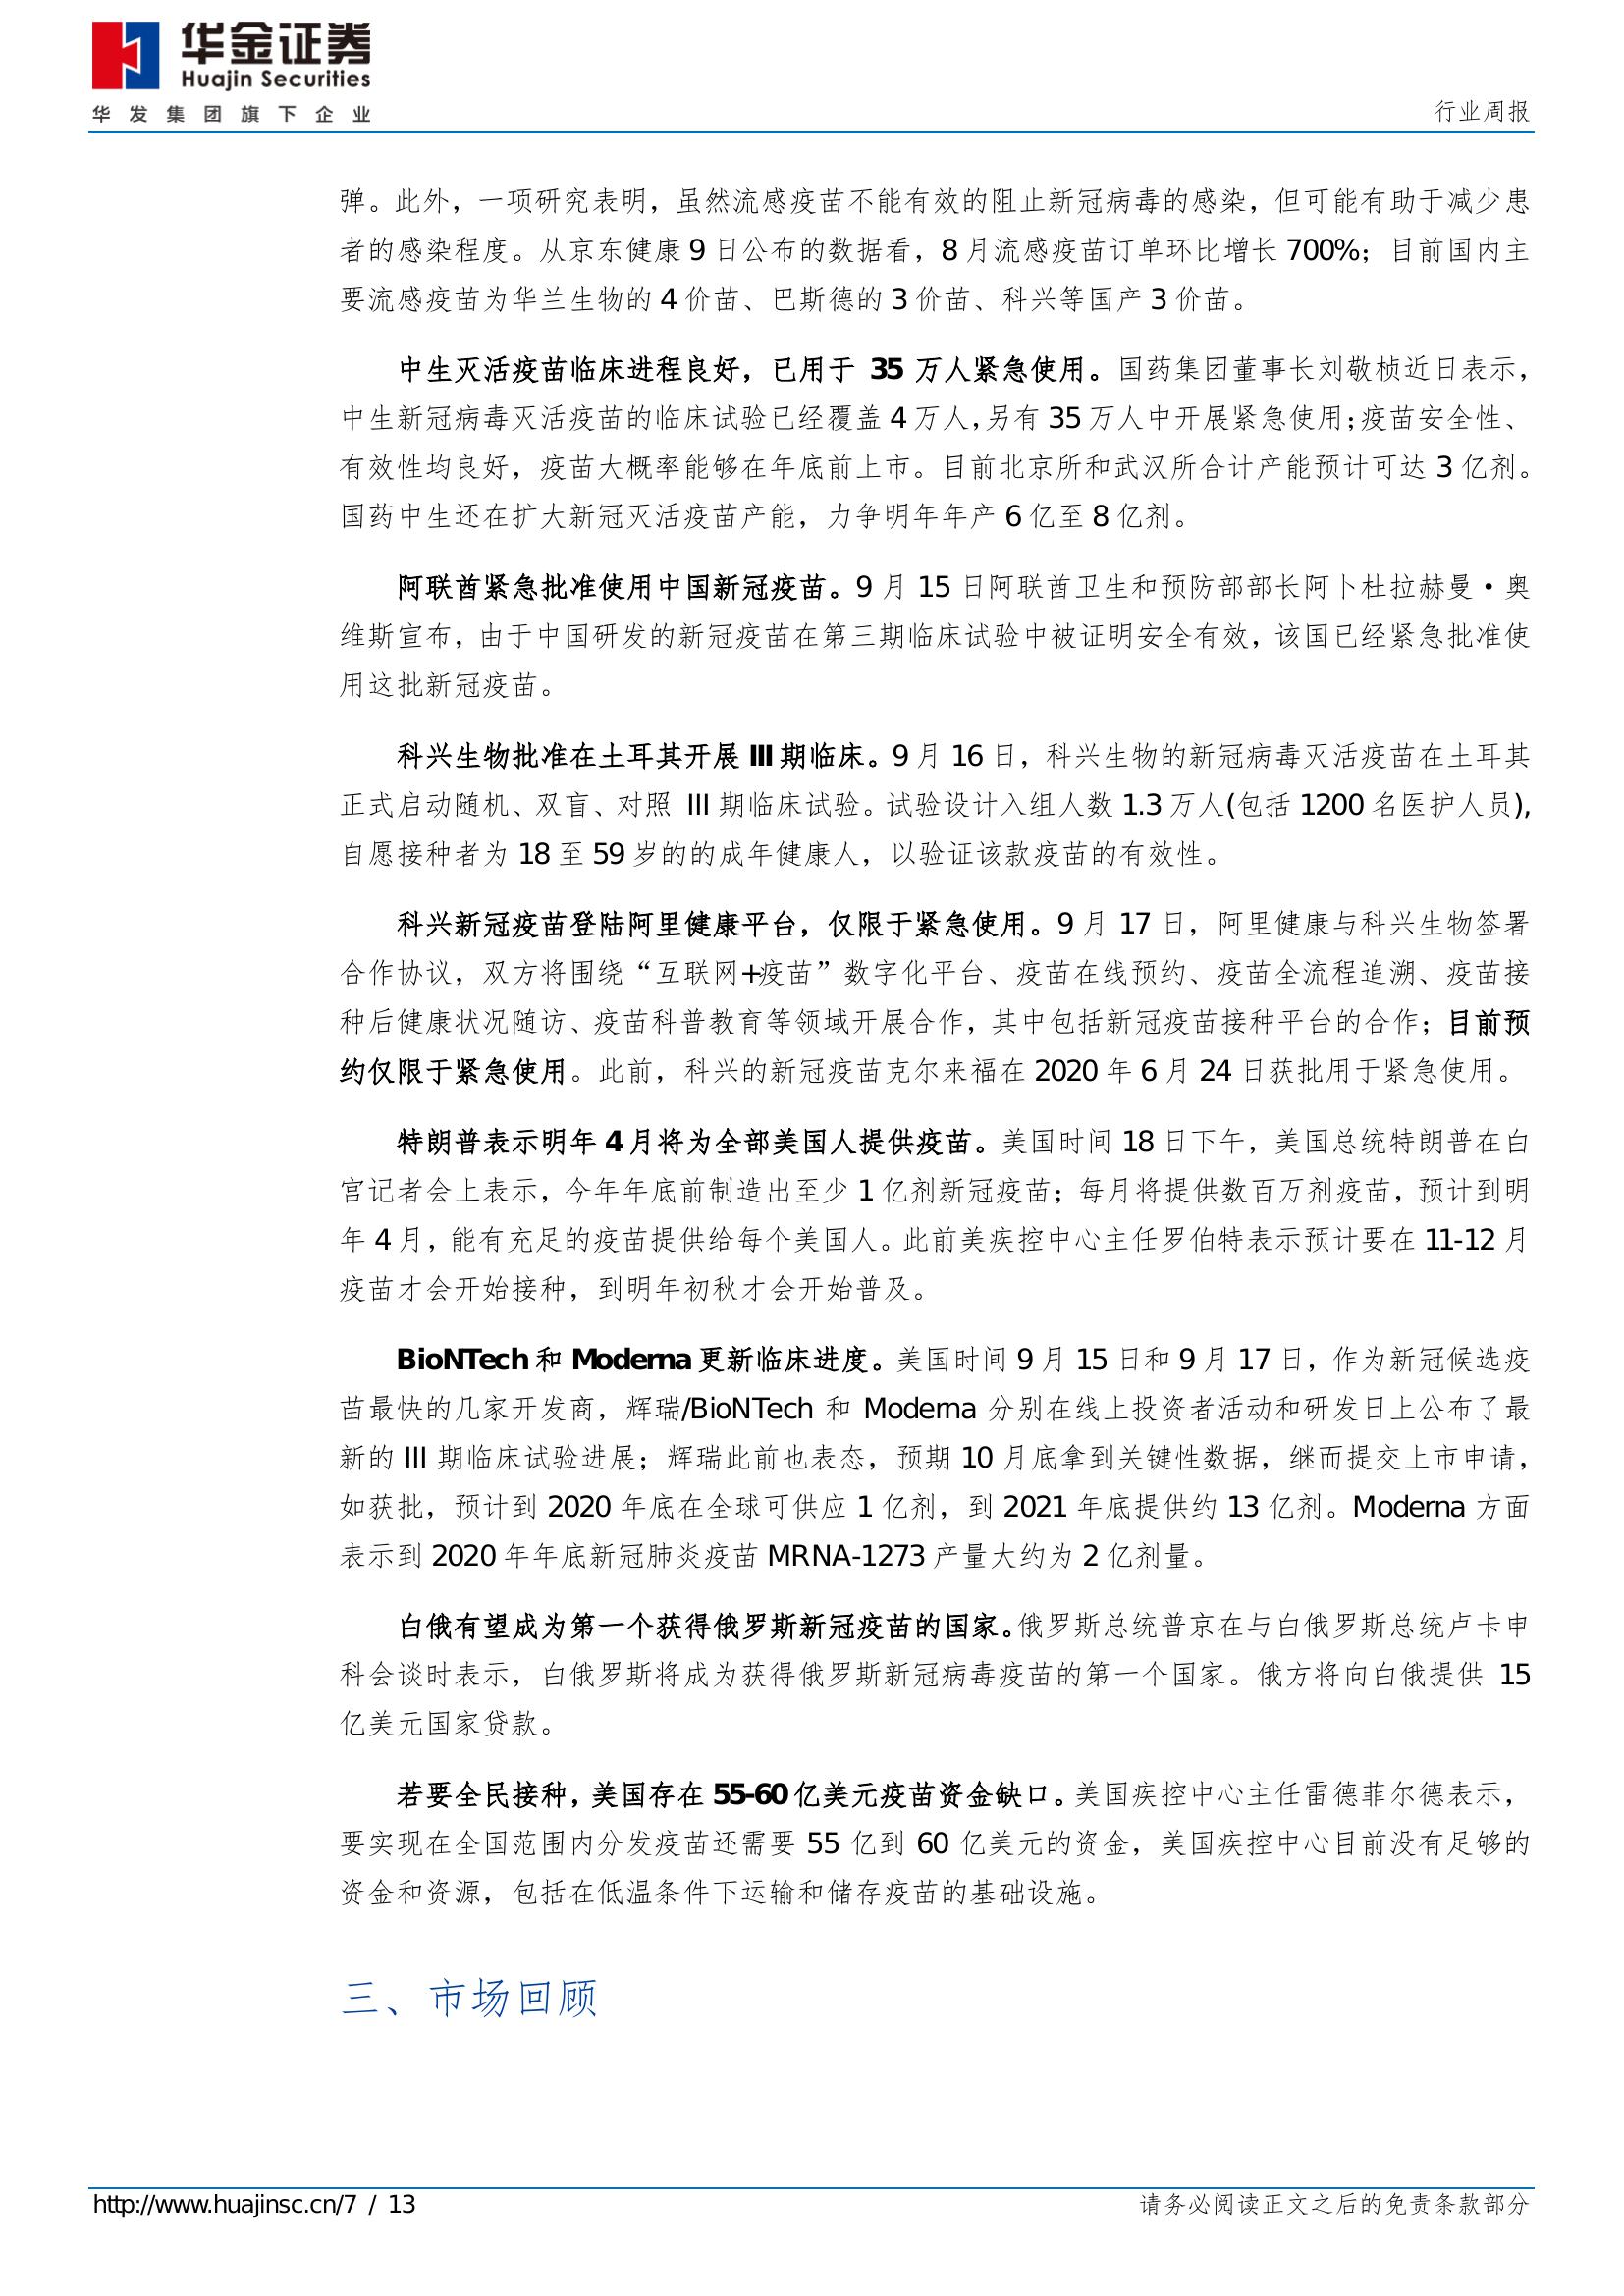 华金证券
Huajin Securities
华发集团旗下企业
行业周报
弹。此外，一项研究表明，虽然流感疫苗不能有效的阻止新冠病毒的感染，但可能有助于减少患
者的感染程度。从京东健康 9 日公布的数据看，8 月流感疫苗订单环比增长 700%；目前国内主
要流感疫苗为华兰生物的 4 价苗、巴斯德的 3 价苗、科兴等国产 3 价苗。
中生灭活疫苗临床进程良好，已用于 35 万人紧急使用。国药集团董事长刘敬桢近日表示，
中生新冠病毒灭活疫苗的临床试验已经覆盖 4 万人，另有 35 万人中开展紧急使用；疫苗安全性、
有效性均良好，疫苗大概率能够在年底前上市。目前北京所和武汉所合计产能预计可达 3 亿剂。
国药中生还在扩大新冠灭活疫苗产能，力争明年年产 6 亿至 8 亿剂。
阿联酋紧急批准使用中国新冠疫苗。9 月 15 日阿联酋卫生和预防部部长阿卜杜拉赫曼·奥
维斯宣布，由于中国研发的新冠疫苗在第三期临床试验中被证明安全有效，该国已经紧急批准使
用这批新冠疫苗。
科兴生物批准在土耳其开展 III 期临床。9 月 16 日，科兴生物的新冠病毒灭活疫苗在土耳其
正式启动随机、双盲、对照 III 期临床试验。试验设计入组人数 1.3 万人(包括 1200 名医护人员),
自愿接种者为 18 至 59 岁的的成年健康人，以验证该款疫苗的有效性。
科兴新冠疫苗登陆阿里健康平台，仅限于紧急使用。9 月 17 日，阿里健康与科兴生物签署
合作协议，双方将围绕“互联网+疫苗”数字化平台、疫苗在线预约、疫苗全流程追溯、疫苗接
种后健康状况随访、疫苗科普教育等领域开展合作，其中包括新冠疫苗接种平台的合作；目前预
约仅限于紧急使用。此前，科兴的新冠疫苗克尔来福在 2020 年 6 月 24 日获批用于紧急使用。
特朗普表示明年 4 月将为全部美国人提供疫苗。美国时间 18 日下午，美国总统特朗普在白
宫记者会上表示，今年年底前制造出至少 1 亿剂新冠疫苗；每月将提供数百万剂疫苗，预计到明
年 4 月，能有充足的疫苗提供给每个美国人。此前美疾控中心主任罗伯特表示预计要在 11-12 月
疫苗才会开始接种，到明年初秋才会开始普及。
BioNTech 和 Moderna 更新临床进度。美国时间 9 月 15 日和 9 月 17 日，作为新冠候选疫
苗最快的几家开发商，辉瑞/BioNTech 和 Moderna 分别在线上投资者活动和研发日上公布了最
新的 III 期临床试验进展；辉瑞此前也表态，预期 10 月底拿到关键性数据，继而提交上市申请，
如获批，预计到 2020 年底在全球可供应 1 亿剂，到 2021 年底提供约 13 亿剂。Moderna 方面
表示到 2020 年年底新冠肺炎疫苗 MRNA-1273 产量大约为 2 亿剂量。
白俄有望成为第一个获得俄罗斯新冠疫苗的国家。俄罗斯总统普京在与白俄罗斯总统卢卡申
科会谈时表示，白俄罗斯将成为获得俄罗斯新冠病毒疫苗的第一个国家。俄方将向白俄提供 15
亿美元国家贷款。
若要全民接种，美国存在 55-60 亿美元疫苗资金缺口。美国疾控中心主任雷德菲尔德表示，
要实现在全国范围内分发疫苗还需要 55 亿到 60 亿美元的资金，美国疾控中心目前没有足够的
资金和资源，包括在低温条件下运输和储存疫苗的基础设施。
三、市场回顾
http://www.huajinsc.cn/7 / 13
请务必阅读正文之后的免责条款部分